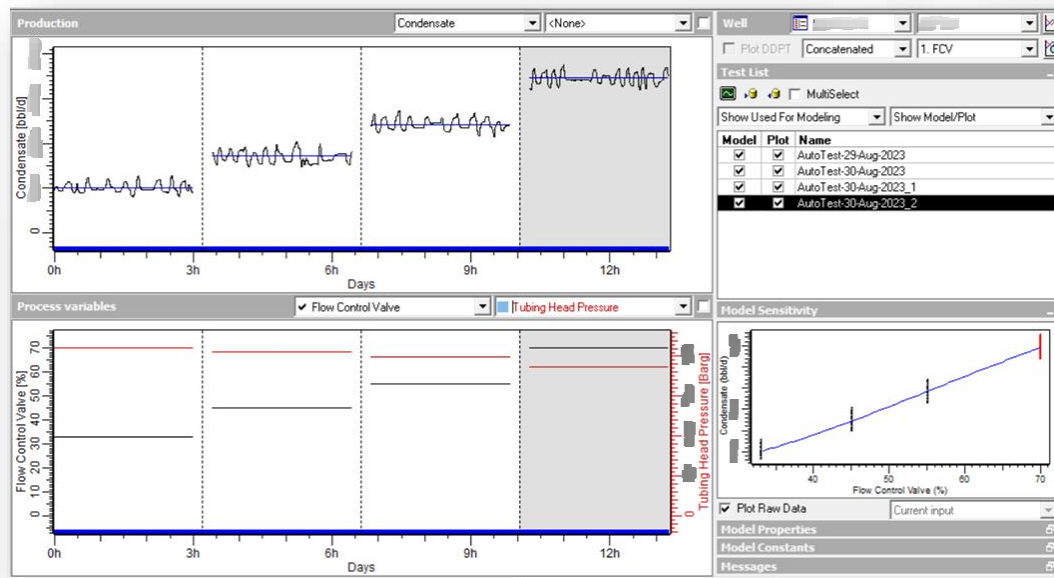 Production
Condensate
<None>
Condensate [bbl/d]
0
0h 3h 6h 9h 12h
Days
Process variables
Flow Control Valve
Tubing Head Pressure
Flow Control Valve [%]
70
60
50
40
30
20
10
0
Tubing Head Pressure [Barg]
0
0h 3h 6h 9h 12h
Days
Well
Plot DDPT
Concatenated
1. FCV
Test List
MultiSelect
Show Used For Modeling
Show Model/Plot
Model Plot Name
AutoTest-29-Aug-2023
AutoTest-30-Aug-2023
AutoTest-30-Aug-2023_1
AutoTest-30-Aug-2023_2
Model Sensitivity
Condensate (bbl/d)
40 50 60 70
Flow Control Valve (%)
Plot Raw Data
Current input
Model Properties
Model Constants
Messages